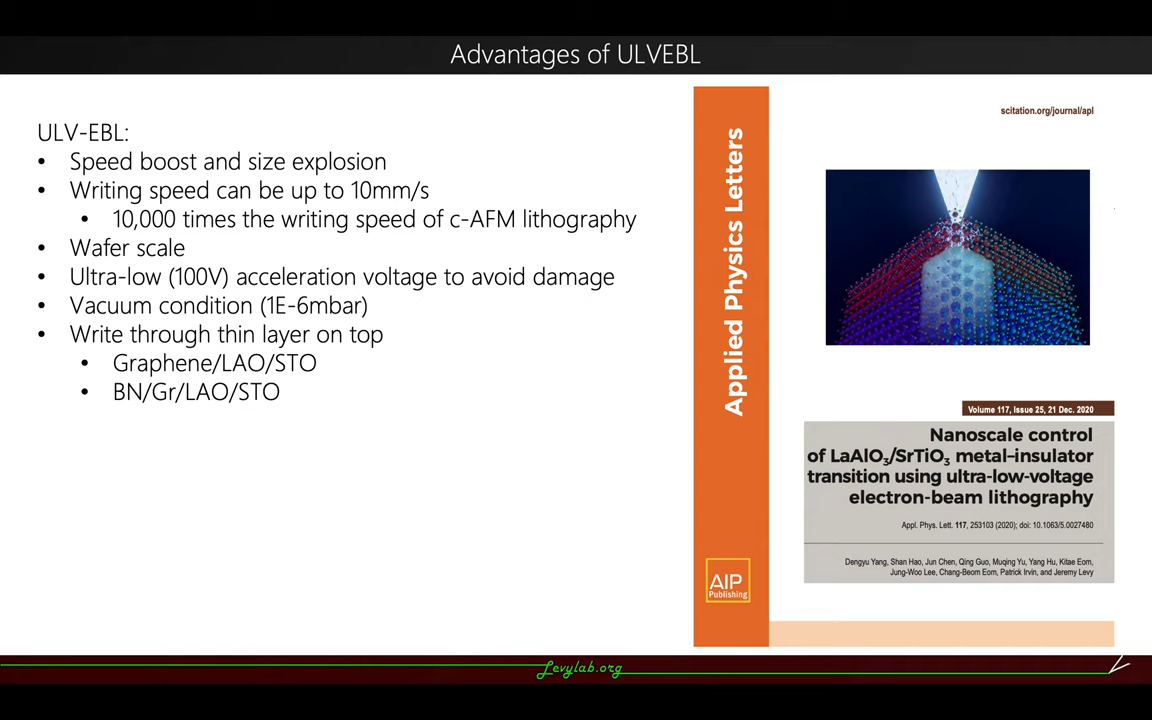 Advantages of ULVEBL
ULV-EBL:
• Speed boost and size explosion
• Writing speed can be up to 10mm/s
• 10,000 times the writing speed of c-AFM lithography
• Wafer scale
• Ultra-low (100V) acceleration voltage to avoid damage
• Vacuum condition (1E-6mbar)
• Write through thin layer on top
• Graphene/LAO/STO
• BN/Gr/LAO/STO
Applied Physics Letters
AIP
Publishing
scitation.org/journal/apl
Volume 117, Issue 25, 21 Dec. 2020
Nanoscale control
of LaAlO₃/SrTiO₃ metal–insulator
transition using ultra-low-voltage
electron-beam lithography
Appl. Phys. Lett. 117, 253103 (2020); doi: 10.1063/5.0027480
Dengyu Yang, Shan Hao, Jun Chen, Qing Guo, Muqing Yu, Yang Hu, Kitae Eom,
Jung-Woo Lee, Chang-Beom Eom, Patrick Irvin, and Jeremy Levy
Levylab.org